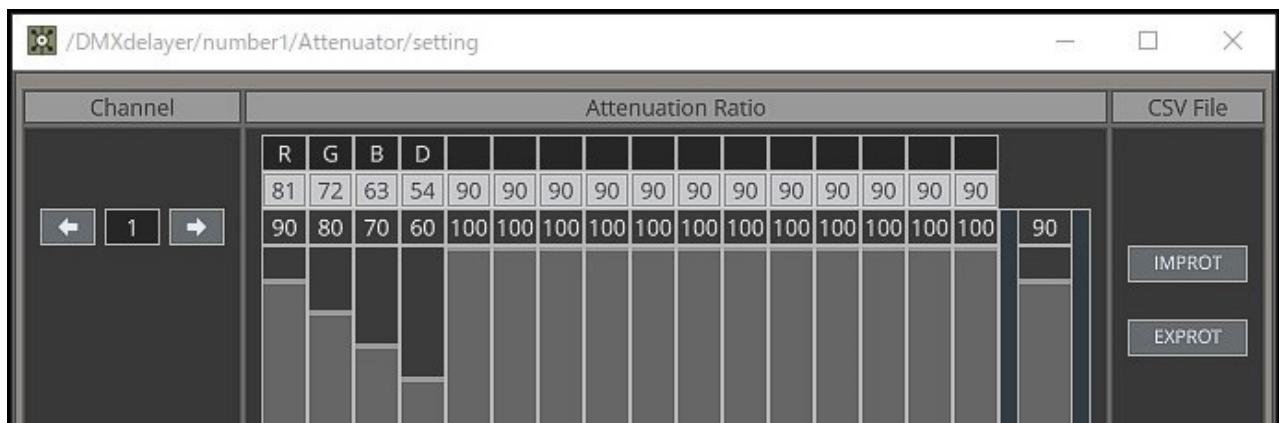 /DMXdelayer/number1/Attenuator/setting
Channel Attenuation Ratio CSV File
R G B D
81 72 63 54 90 90 90 90 90 90 90 90 90 90 90 90
1 90 80 70 60 100 100 100 100 100 100 100 100 100 100 100 100 90
IMPROT
EXPROT